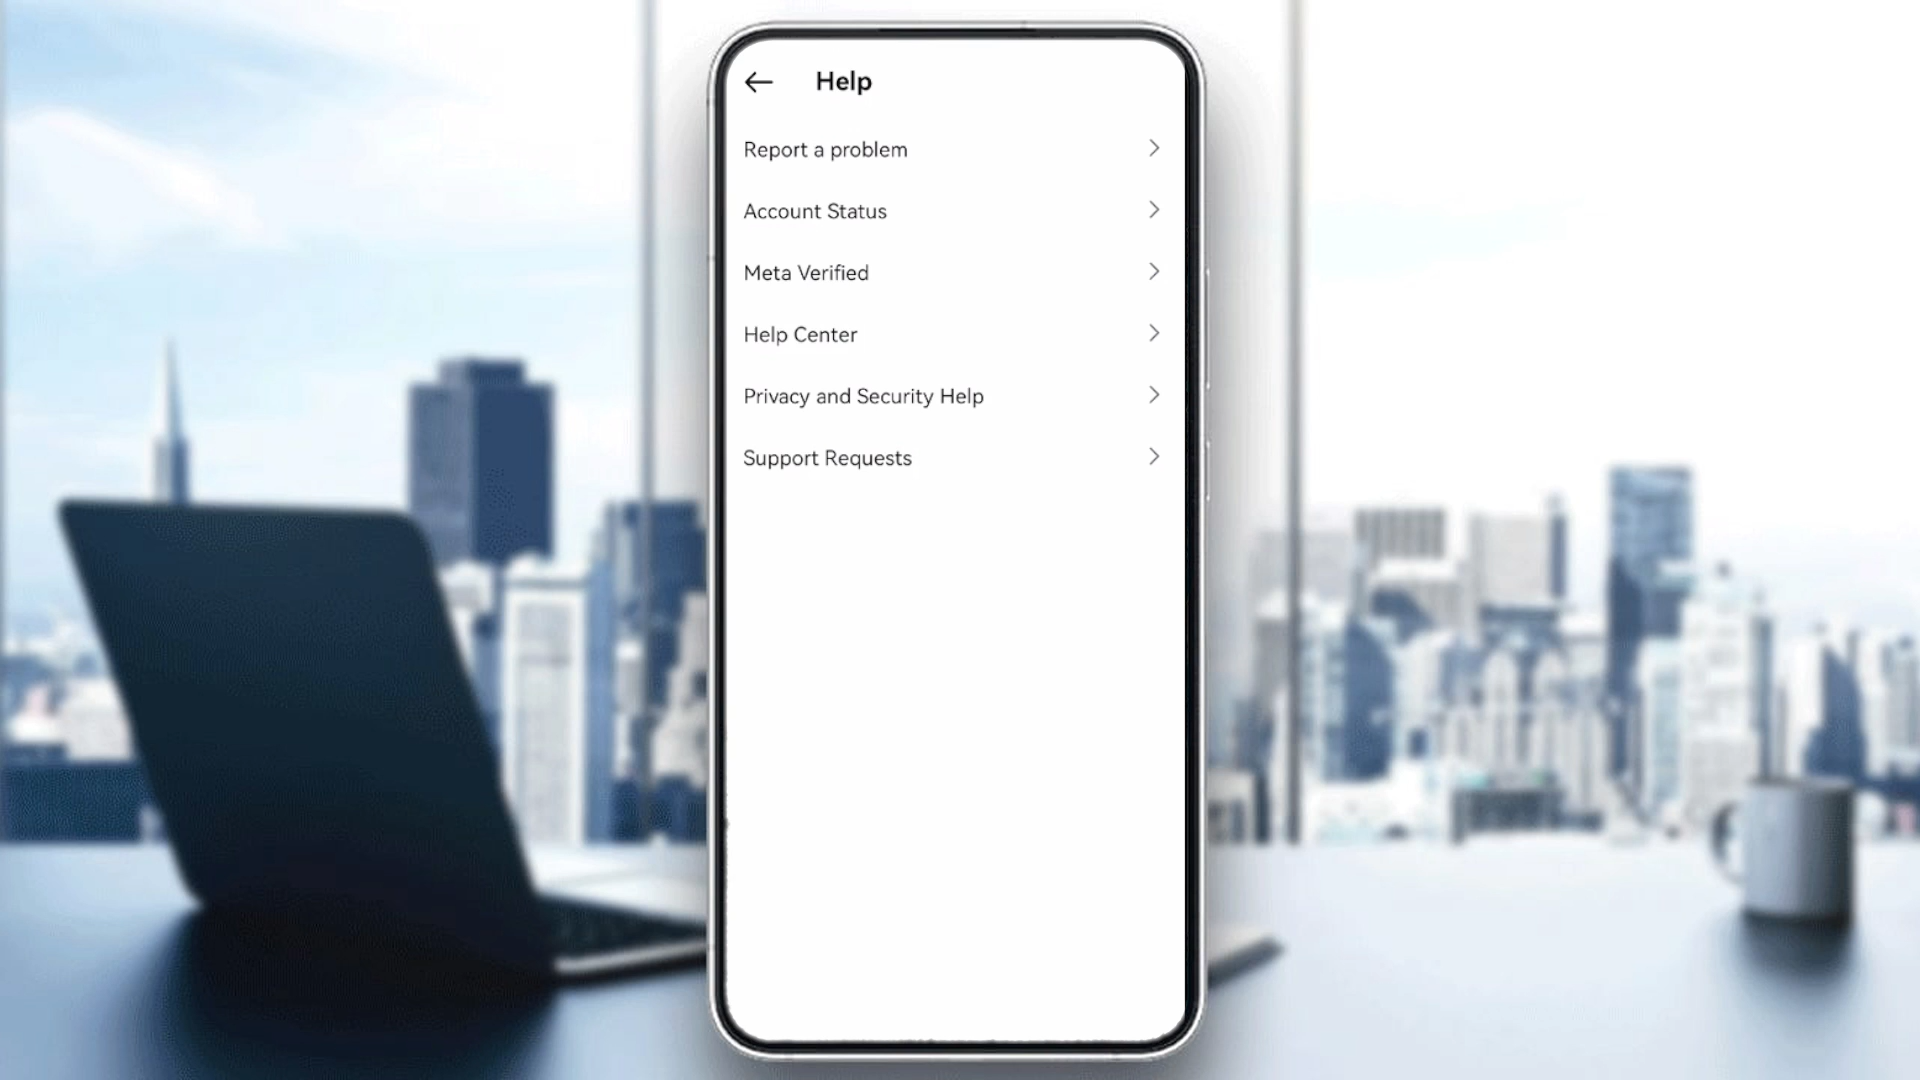 Help
Report a problem
Account Status
Meta Verified
Help Center
Privacy and Security Help
Support Requests